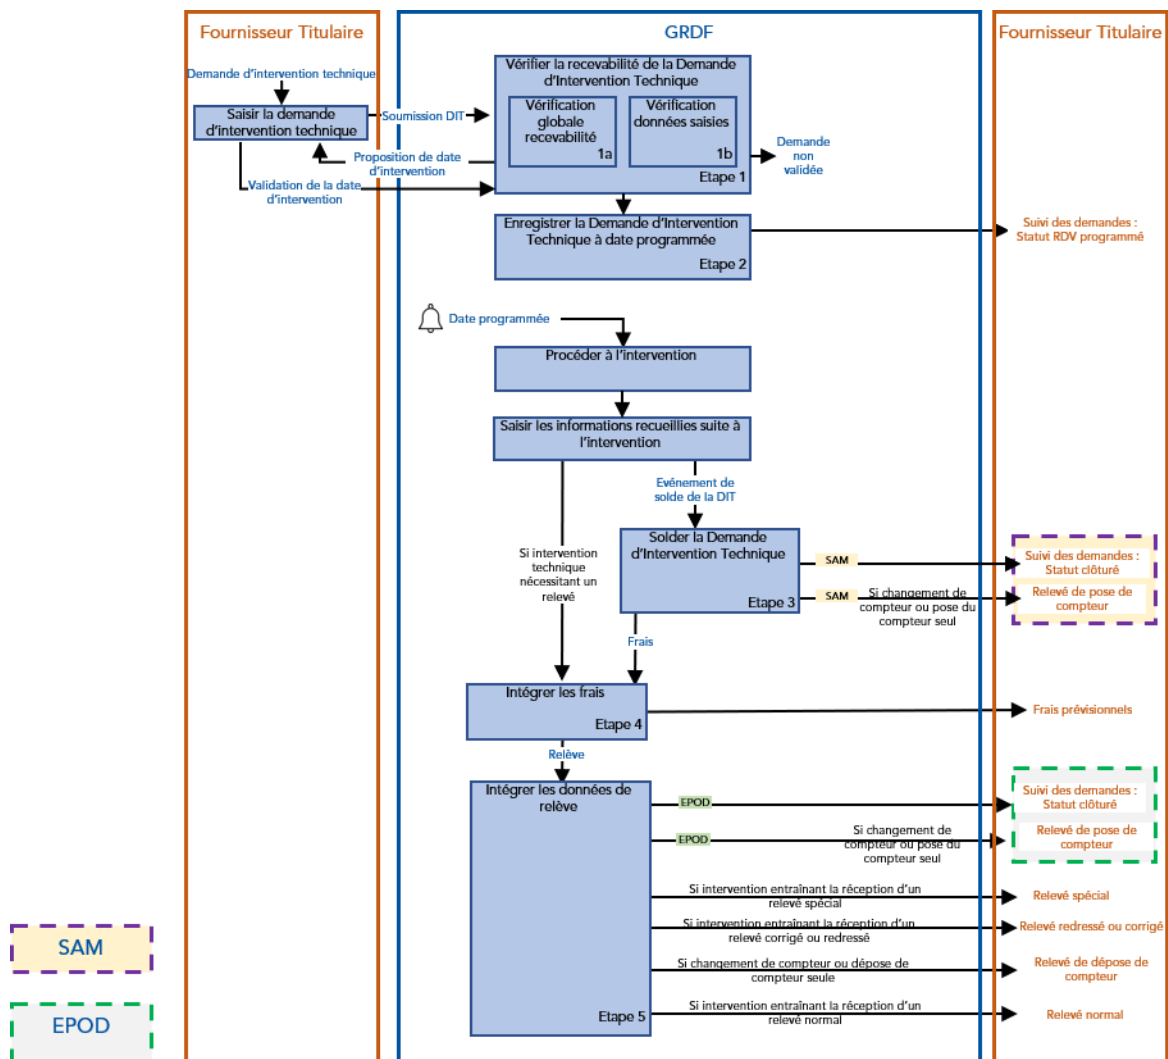 Fournisseur Titulaire
GRDF
Fournisseur Titulaire
Demande d'intervention technique
Saisir la demande
d'intervention technique
Soumission DIT
Vérifier la recevabilité de la Demande
d'Intervention Technique
Vérification
globale
recevabilité
1a
Vérification
données saisies
1b
Etape 1
Demande
non
validée
Proposition de date
d'intervention
Validation de la date
d'intervention
Enregistrer la Demande d'Intervention
Technique à date programmée
Etape 2
Suivi des demandes :
Statut RDV programmé
Date programmée
Procéder à l'intervention
Saisir les informations recueillies suite à
l'intervention
Evénement de
solde de la DIT
Si intervention
technique
nécessitant un
relevé
Solder la Demande
d'Intervention Technique
Etape 3
SAM
Suivi des demandes :
Statut clôturé
SAM
Si changement de
compteur ou pose du
compteur seul
Relevé de pose de
compteur
Frais
Intégrer les frais
Etape 4
Frais prévisionnels
Relève
Intégrer les données de
relève
Etape 5
EPOD
Suivi des demandes :
Statut clôturé
EPOD
Si changement de
compteur ou pose du
compteur seul
Relevé de pose de
compteur
Si intervention entraînant la réception d'un
relevé spécial
Relevé spécial
Si intervention entraînant la réception d'un
relevé corrigé ou redressé
Relevé redressé ou corrigé
Si changement de compteur ou dépose de
compteur seule
Relevé de dépose de
compteur
Si intervention entraînant la réception d'un
relevé normal
Relevé normal
SAM
EPOD